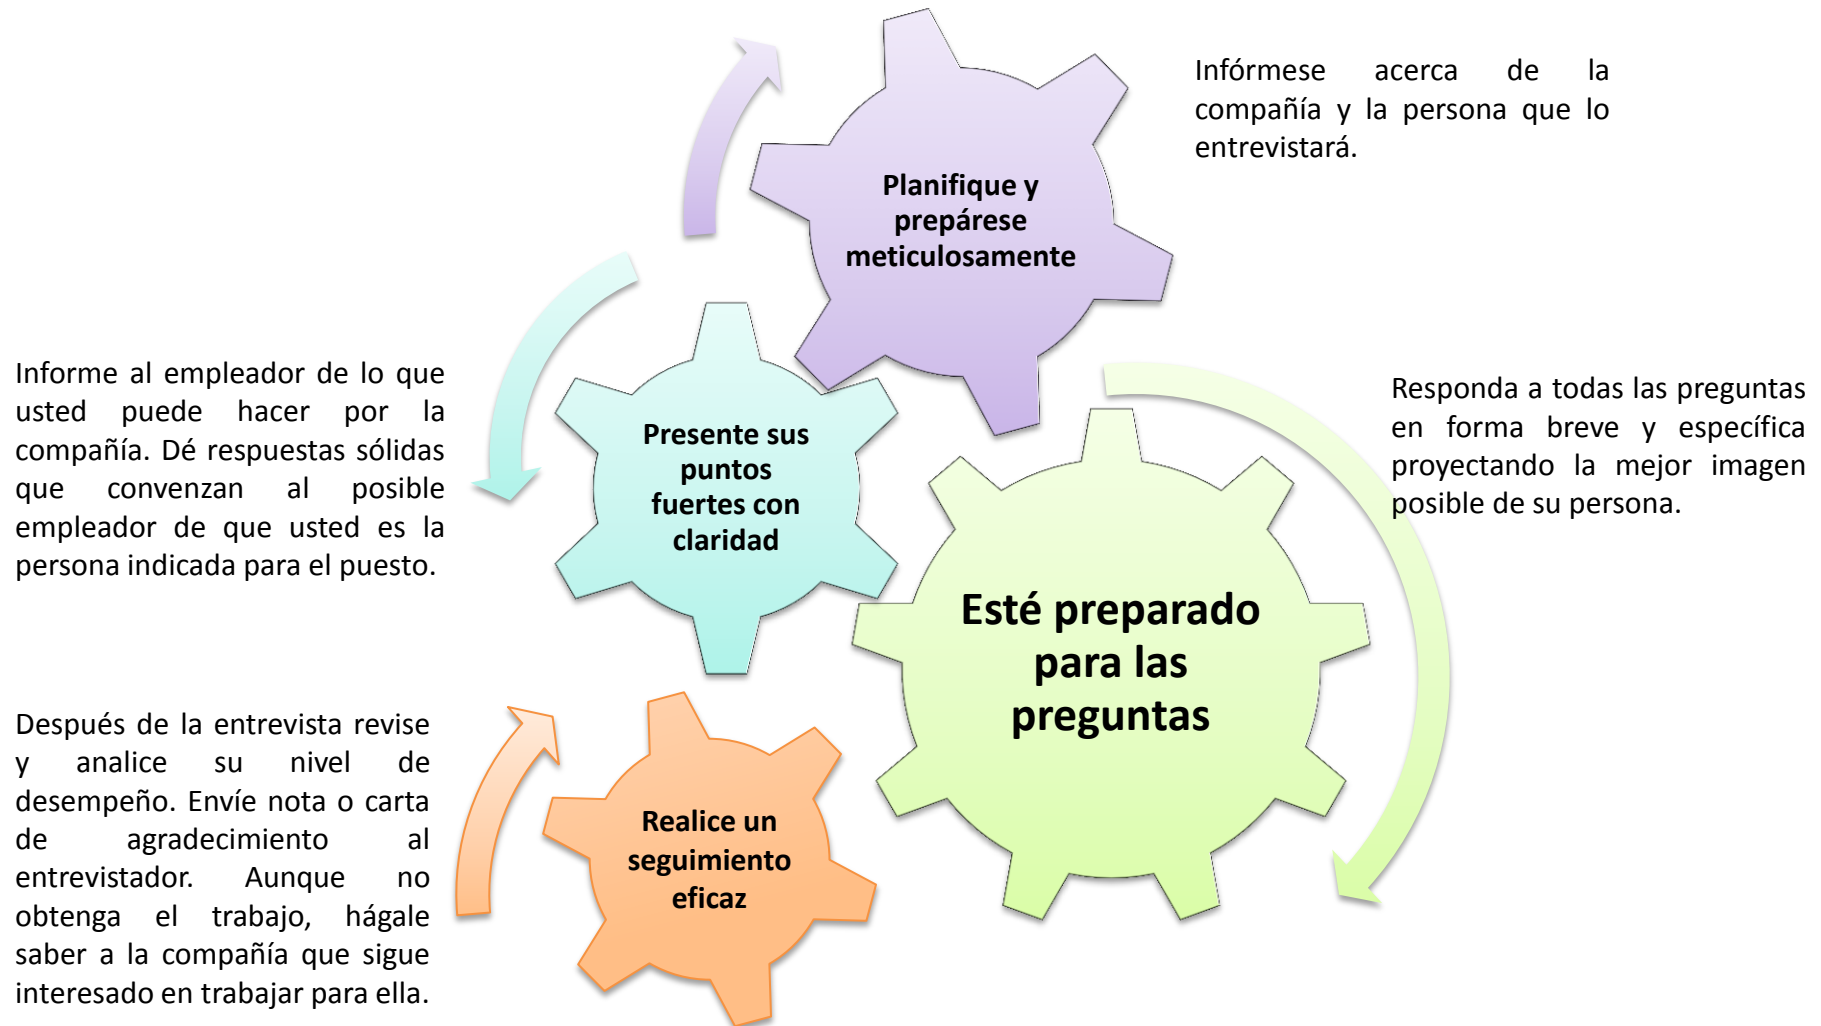 Planifique y
prepárese
meticulosamente
Infórmese acerca de la
compañía y la persona que lo
entrevistará.
Informe al empleador de lo que
usted puede hacer por la
compañía. Dé respuestas sólidas
que convenzan al posible
empleador de que usted es la
persona indicada para el puesto.
Presente sus
puntos
fuertes con
claridad
Esté preparado
para las
preguntas
Responda a todas las preguntas
en forma breve y específica
proyectando la mejor imagen
posible de su persona.
Después de la entrevista revise
y analice su nivel de
desempeño. Envíe nota o carta
de agradecimiento al
entrevistador. Aunque no
obtenga el trabajo, hágale
saber a la compañía que sigue
interesado en trabajar para ella.
Realice un
seguimiento
eficaz